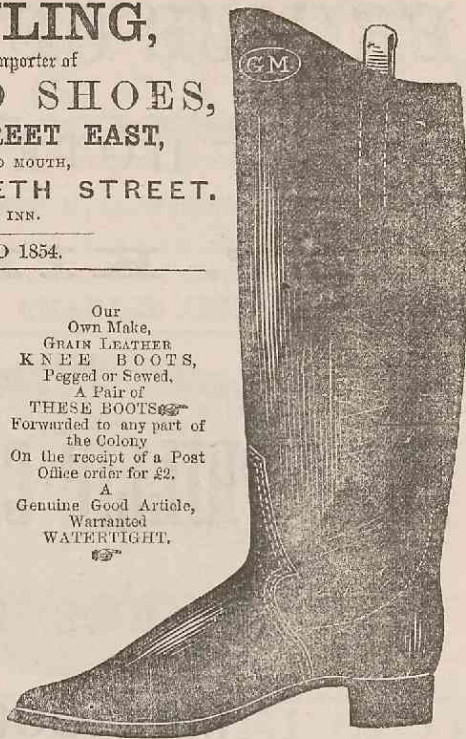 LING,
mporter of
SHOES,
REET EAST,
D MOUTH,
ETH STREET.
INN.
D 1854.
Our
Own Make,
GRAIN LEATHER
KNEE BOOTS,
Pegged or Sewed,
A Pair of
THESE BOOTS☞
Forwarded to any part of
the Colony
On the receipt of a Post
Office order for £2.
A
Genuine Good Article,
Warranted
WATERTIGHT.
☞
GM